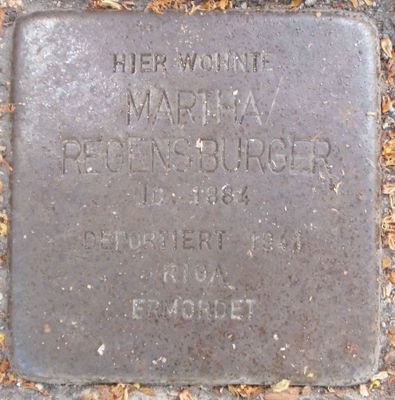 HIER WOHNTE
MARTHA
REGENSBURGER
JG. 1884
DEPORTIERT 1941
RIGA
ERMORDET